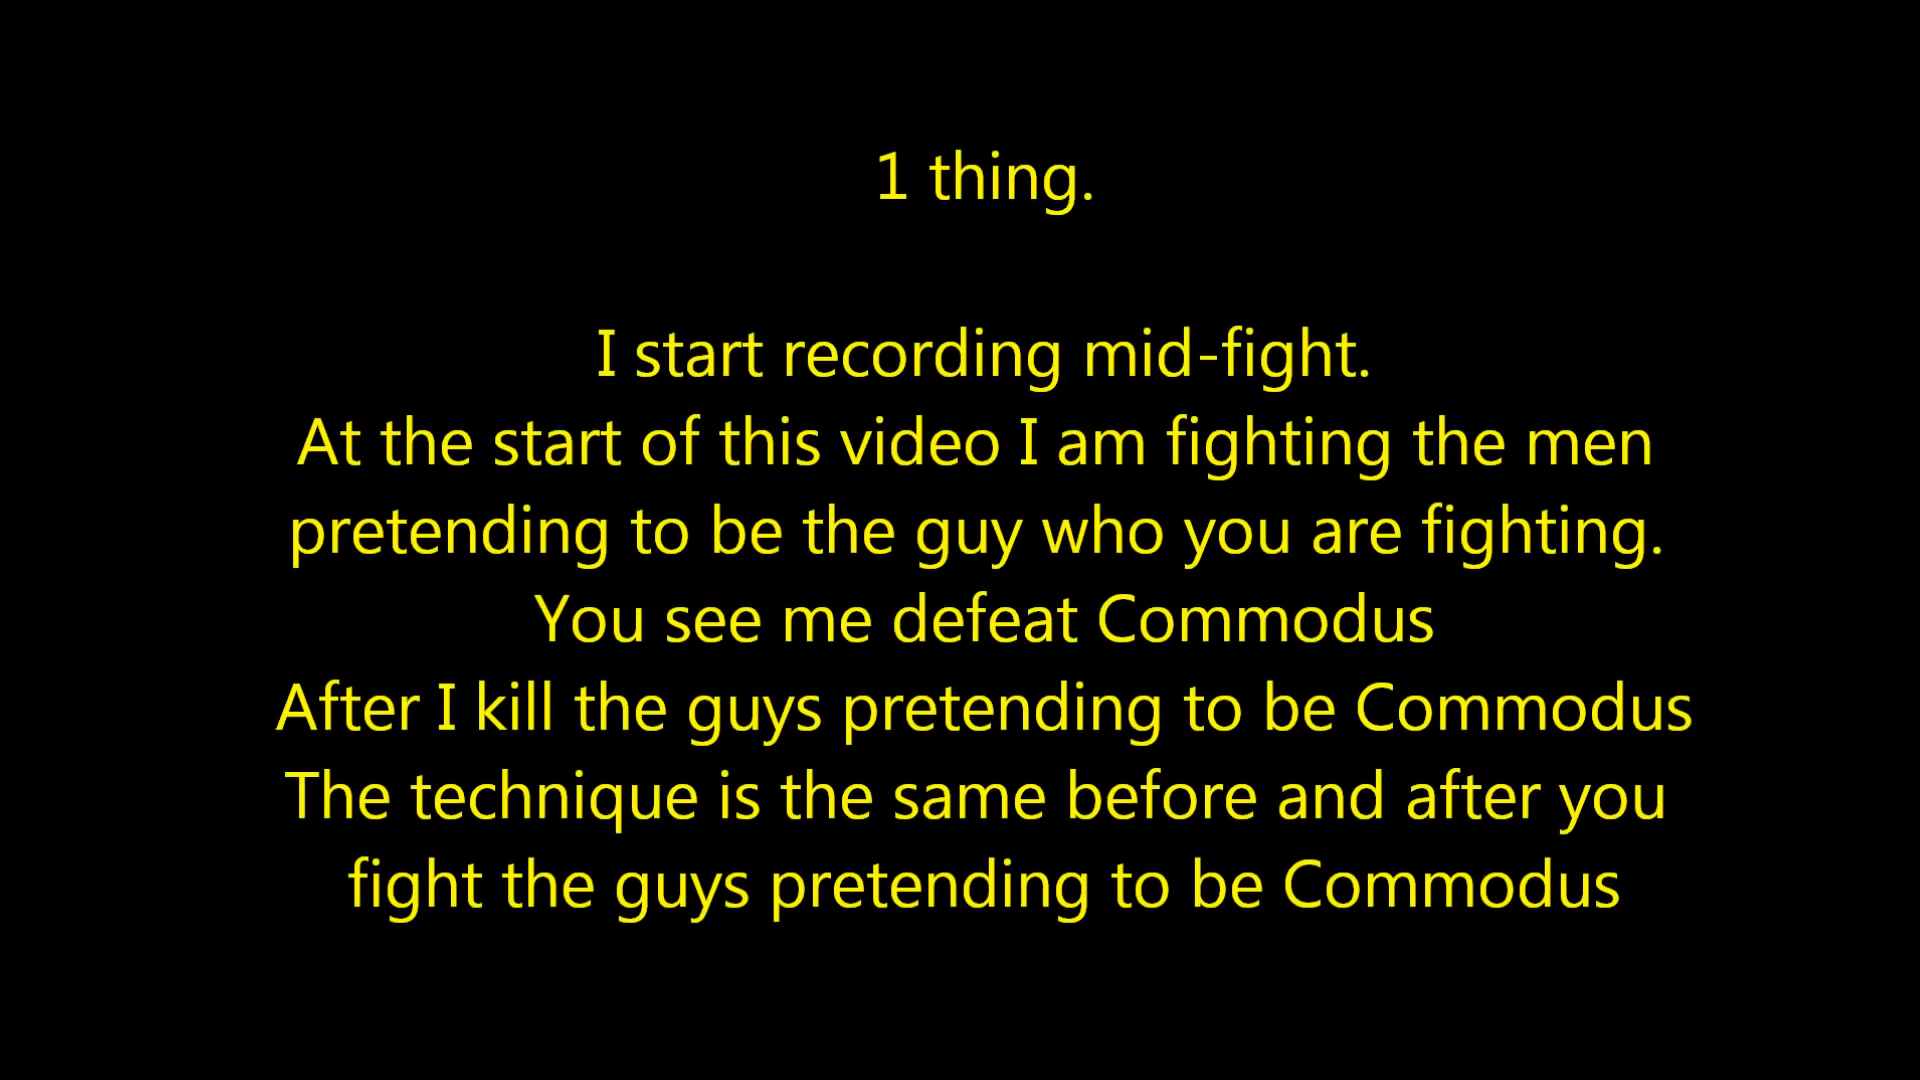 1 thing.
I start recording mid-fight.
At the start of this video I am fighting the men
pretending to be the guy who you are fighting.
You see me defeat Commodus
After I kill the guys pretending to be Commodus
The technique is the same before and after you
fight the guys pretending to be Commodus